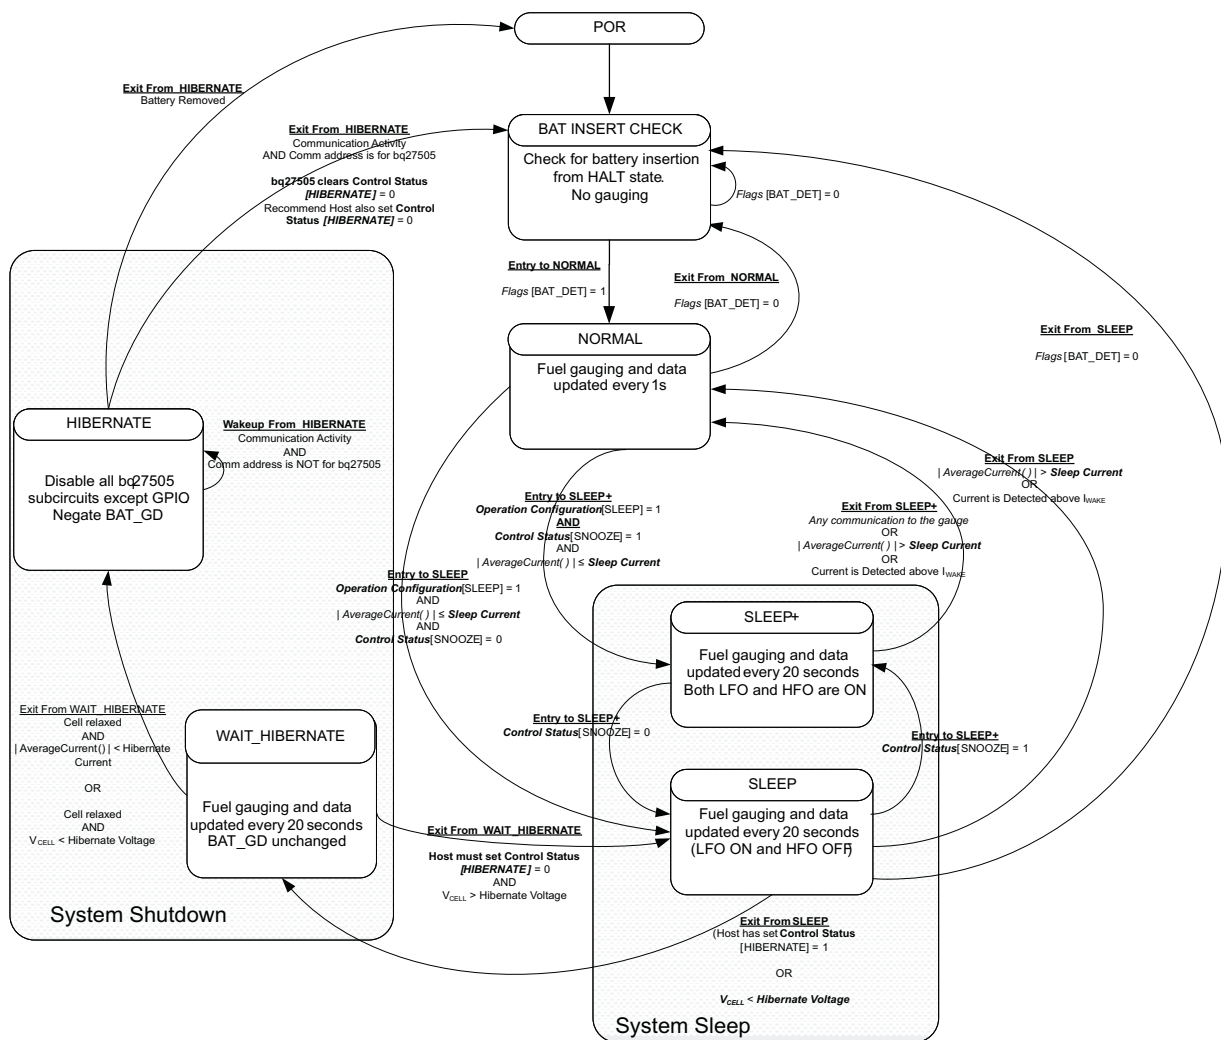 POR
Exit From HIBERNATE
Battery Removed
Exit From HIBERNATE
Communication Activity
AND Comm address is for bq27505
bq27505 clears Control Status
[HIBERNATE] = 0
Recommend Host also set Control
Status [HIBERNATE] = 0
BAT INSERT CHECK
Check for battery insertion
from HALT state.
No gauging
Flags [BAT_DET] = 0
Entry to NORMAL
Flags [BAT_DET] = 1
Exit From NORMAL
Flags [BAT_DET] = 0
Exit From SLEEP
Flags [BAT_DET] = 0
NORMAL
Fuel gauging and data
updated every 1s
HIBERNATE
Disable all bq27505
subcircuits except GPIO
Negate BAT_GD
Wakeup From HIBERNATE
Communication Activity
AND
Comm address is NOT for bq27505
Exit From SLEEP
| AverageCurrent( ) | > Sleep Current
OR
Current is Detected above IWAKE
Entry to SLEEP+
Operation Configuration[SLEEP] = 1
AND
Control Status[SNOOZE] = 1
AND
| AverageCurrent( ) | ≤ Sleep Current
Exit From SLEEP+
Any communication to the gauge
OR
| AverageCurrent( ) | > Sleep Current
OR
Current is Detected above IWAKE
Entry to SLEEP
Operation Configuration[SLEEP] = 1
AND
| AverageCurrent( ) | ≤ Sleep Current
AND
Control Status[SNOOZE] = 0
SLEEP+
Fuel gauging and data
updated every 20 seconds
Both LFO and HFO are ON
Exit From WAIT_HIBERNATE
Cell relaxed
AND
| AverageCurrent() | < Hibernate
Current
OR
Cell relaxed
AND
VCELL < Hibernate Voltage
WAIT_HIBERNATE
Fuel gauging and data
updated every 20 seconds
BAT_GD unchanged
Entry to SLEEP+
Control Status[SNOOZE] = 0
Entry to SLEEP+
Control Status[SNOOZE] = 1
SLEEP
Fuel gauging and data
updated every 20 seconds
(LFO ON and HFO OFF)
Exit From WAIT_HIBERNATE
Host must set Control Status
[HIBERNATE] = 0
AND
VCELL > Hibernate Voltage
System Shutdown
Exit From SLEEP
(Host has set Control Status
[HIBERNATE] = 1
OR
VCELL < Hibernate Voltage
System Sleep